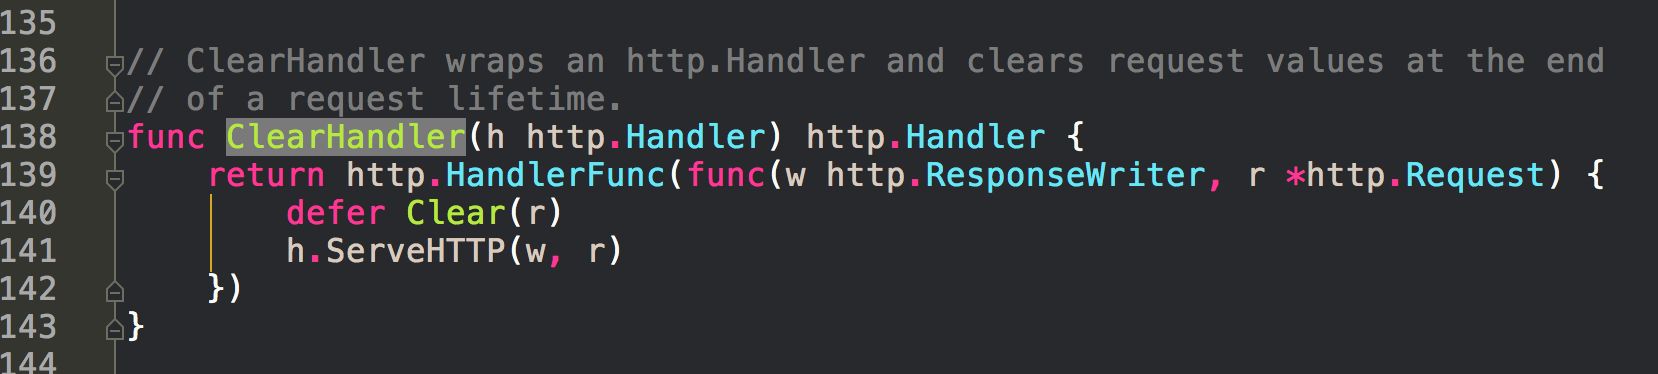 135
136 // ClearHandler wraps an http.Handler and clears request values at the end
137 // of a request lifetime.
138 func ClearHandler(h http.Handler) http.Handler {
139     return http.HandlerFunc(func(w http.ResponseWriter, r *http.Request) {
140         defer Clear(r)
141         h.ServeHTTP(w, r)
142     })
143 }
144